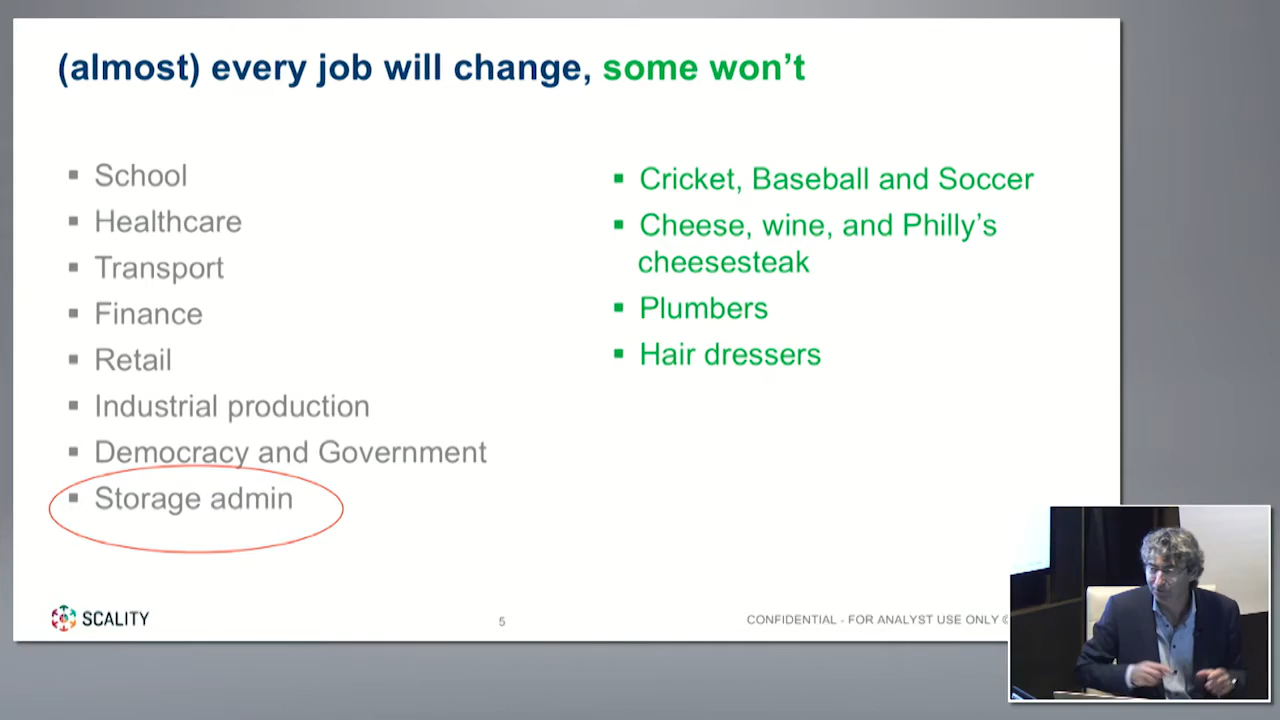 (almost) every job will change, some won't
School
Healthcare
Transport
Finance
Retail
Industrial production
Democracy and Government
Storage admin
Cricket, Baseball and Soccer
Cheese, wine, and Philly's
cheesesteak
Plumbers
Hair dressers
SCALITY
5
CONFIDENTIAL - FOR ANALYST USE ONLY ©